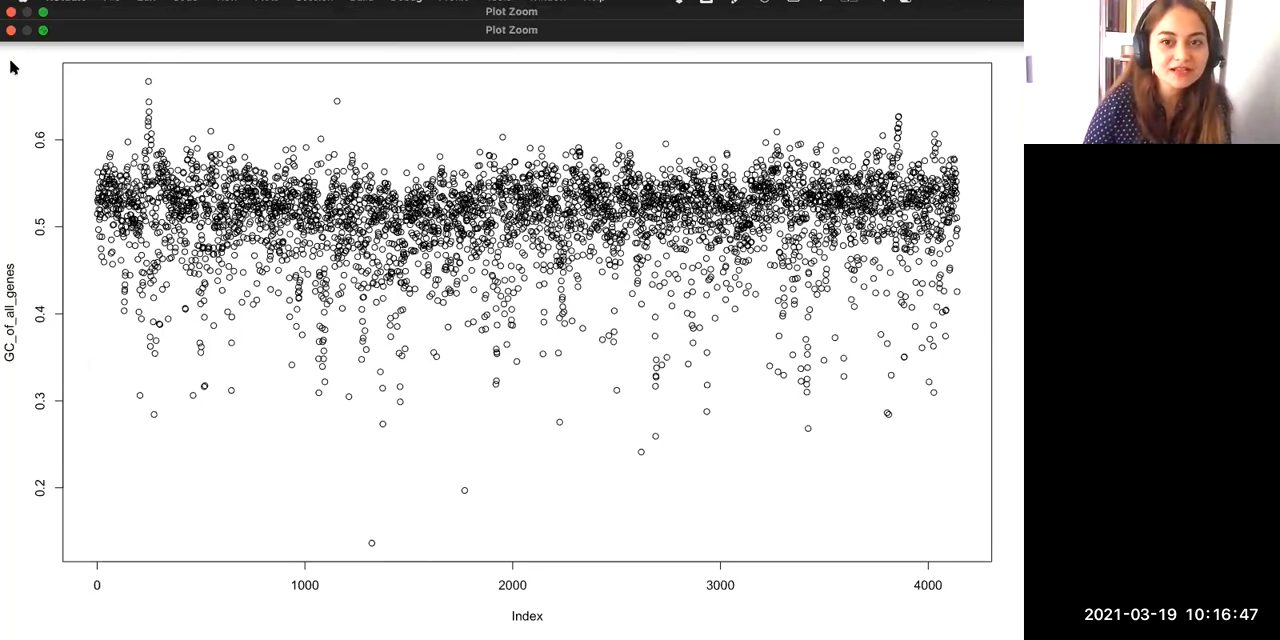 Plot Zoom
Plot Zoom
GC_of_all_genes
0.6
0.5
0.4
0.3
0.2
0
1000
2000
3000
4000
Index
2021-03-19 10:16:47